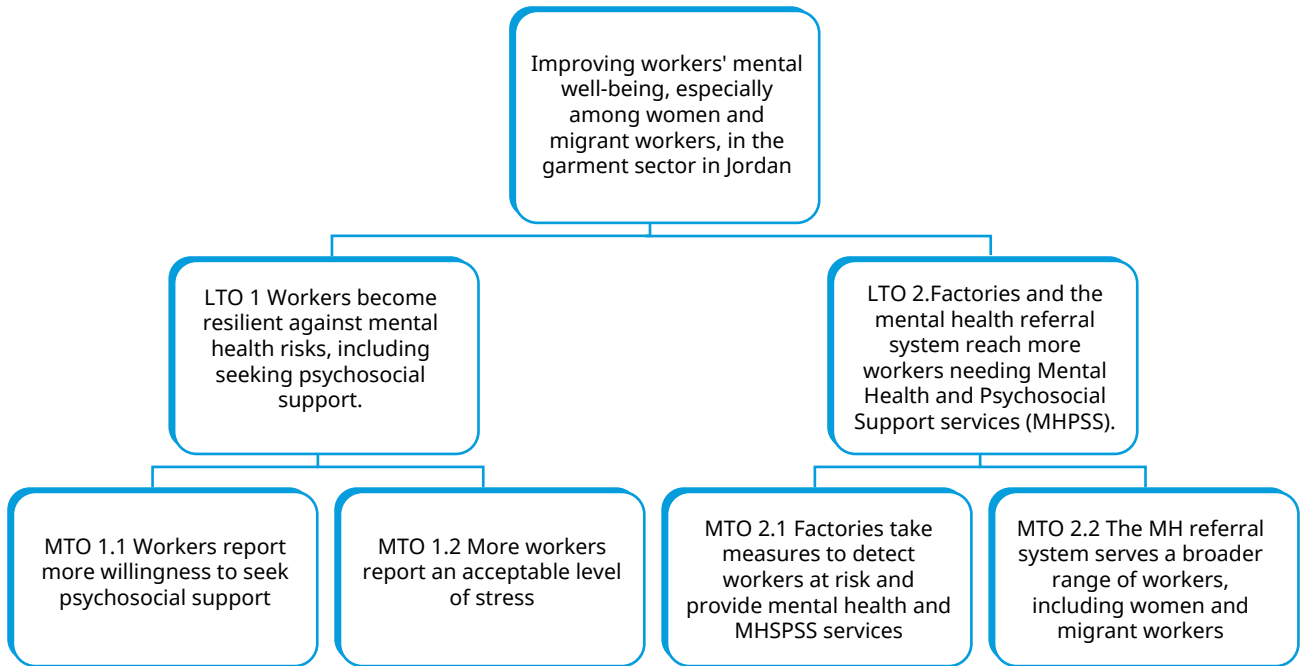 Improving workers' mental
well-being, especially
among women and
migrant workers, in the
garment sector in Jordan
LTO 1 Workers become
resilient against mental
health risks, including
seeking psychosocial
support.
LTO 2.Factories and the
mental health referral
system reach more
workers needing Mental
Health and Psychosocial
Support services (MHPSS).
MTO 1.1 Workers report
more willingness to seek
psychosocial support
MTO 1.2 More workers
report an acceptable level
of stress
MTO 2.1 Factories take
measures to detect
workers at risk and
provide mental health and
MHSPSS services
MTO 2.2 The MH referral
system serves a broader
range of workers,
including women and
migrant workers